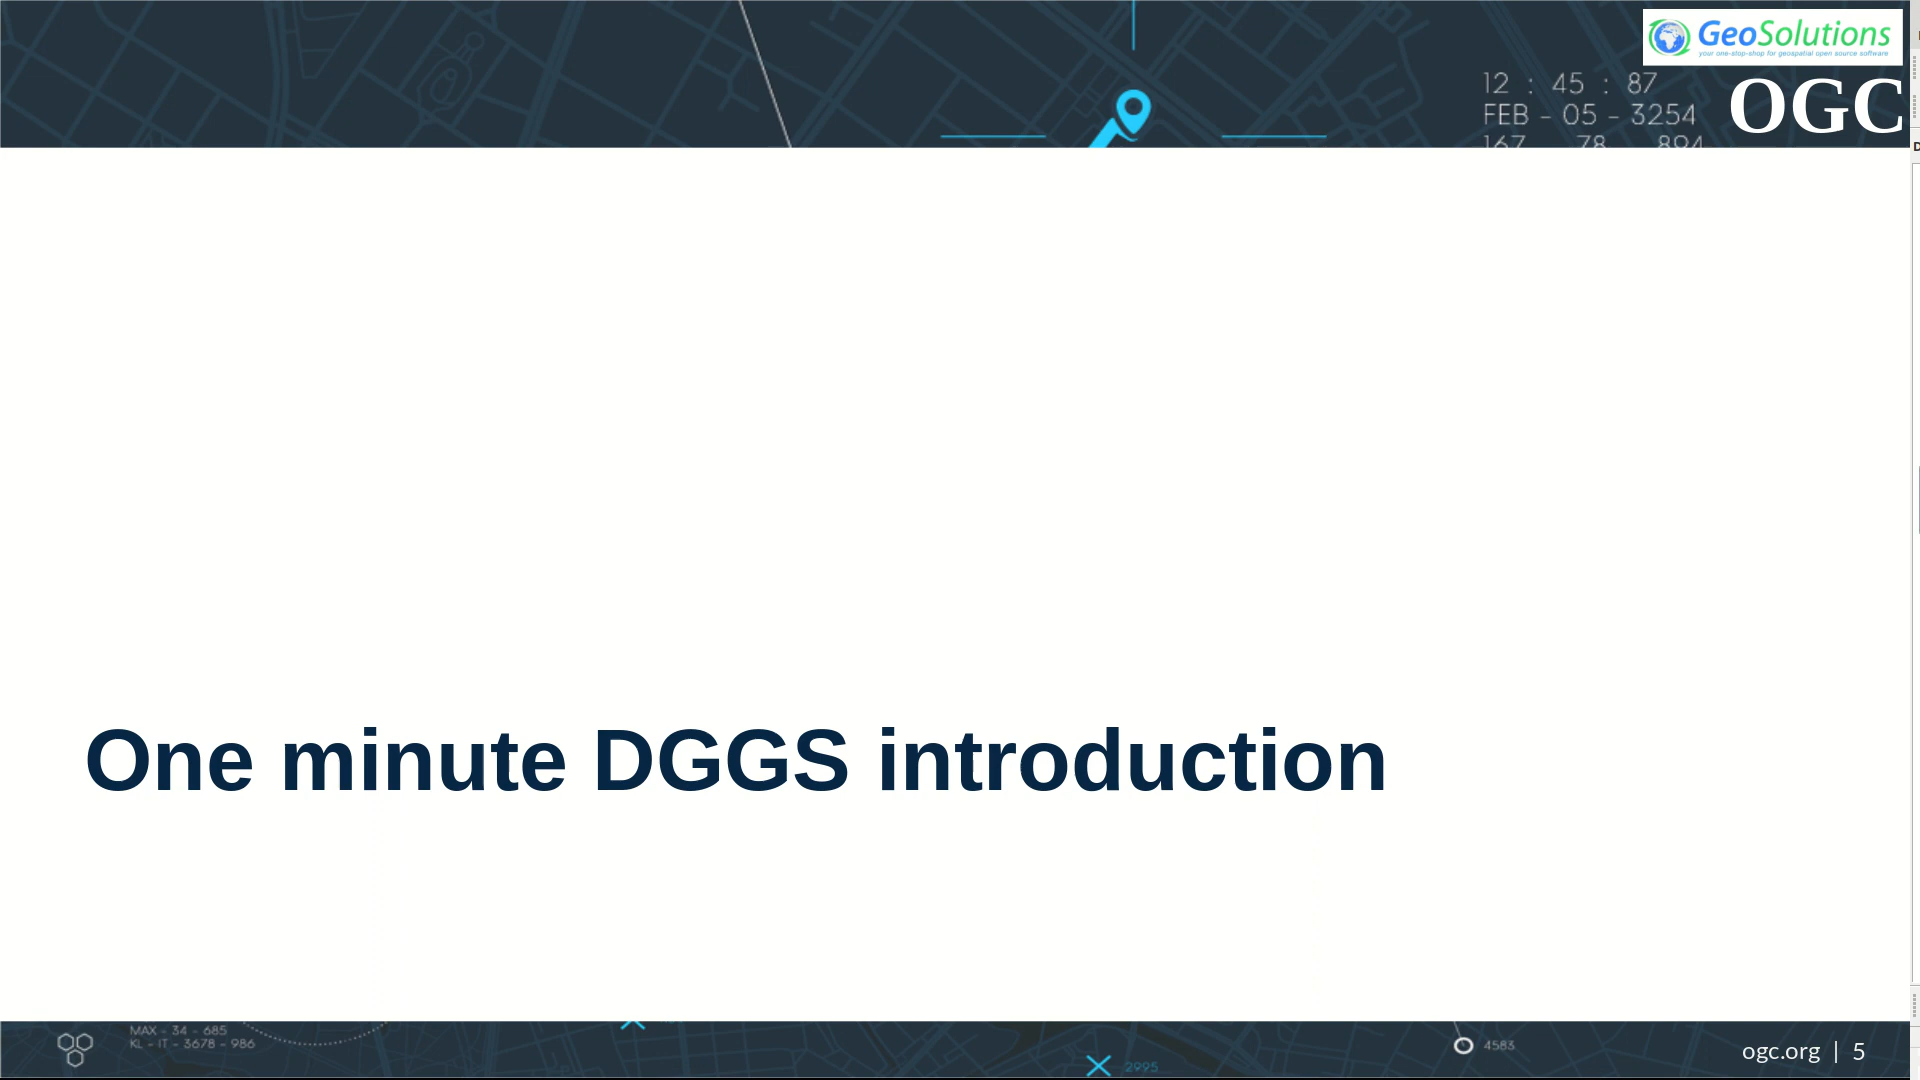 GeoSolutions
your one-stop-shop for geospatial open source software
12 : 45 : 87
FEB - 05 - 3254
167 78 894
OGC
One minute DGGS introduction
MAX - 34 - 685
KL - IT - 3678 - 986
2995
4583
ogc.org | 5